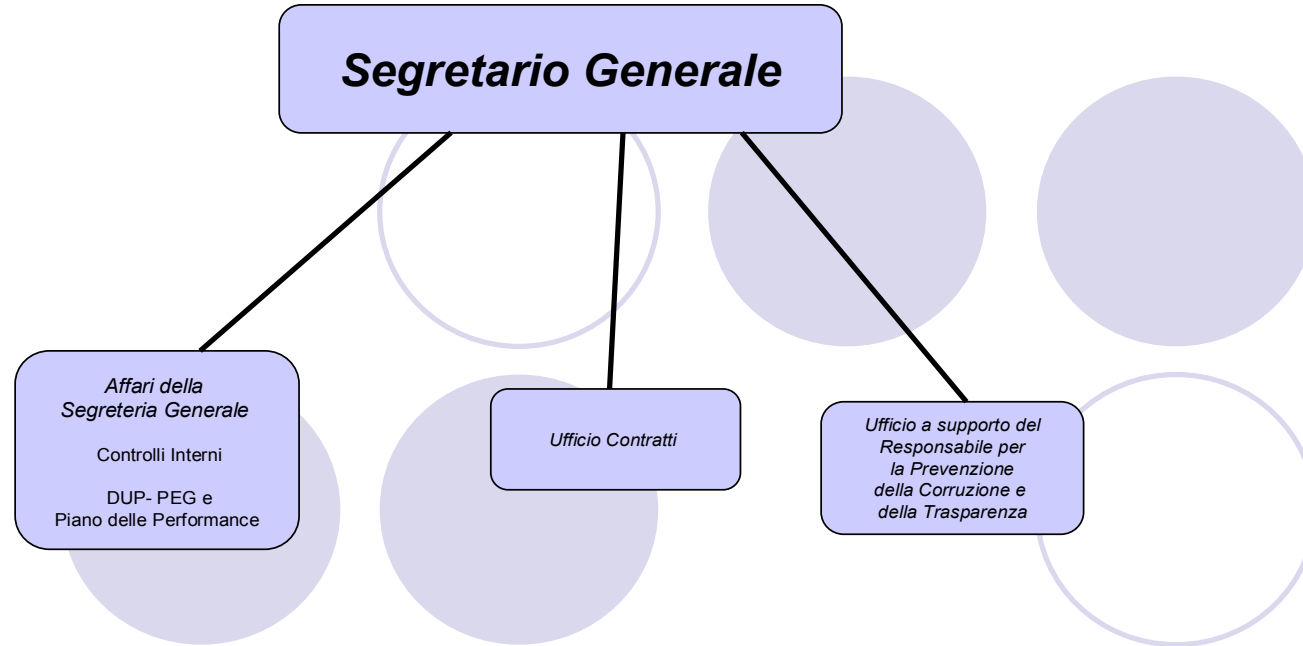 Segretario Generale
Affari della
Segreteria Generale
Controlli Interni
DUP- PEG e
Piano delle Performance
Ufficio Contratti
Ufficio a supporto del
Responsabile per
la Prevenzione
della Corruzione e
della Trasparenza